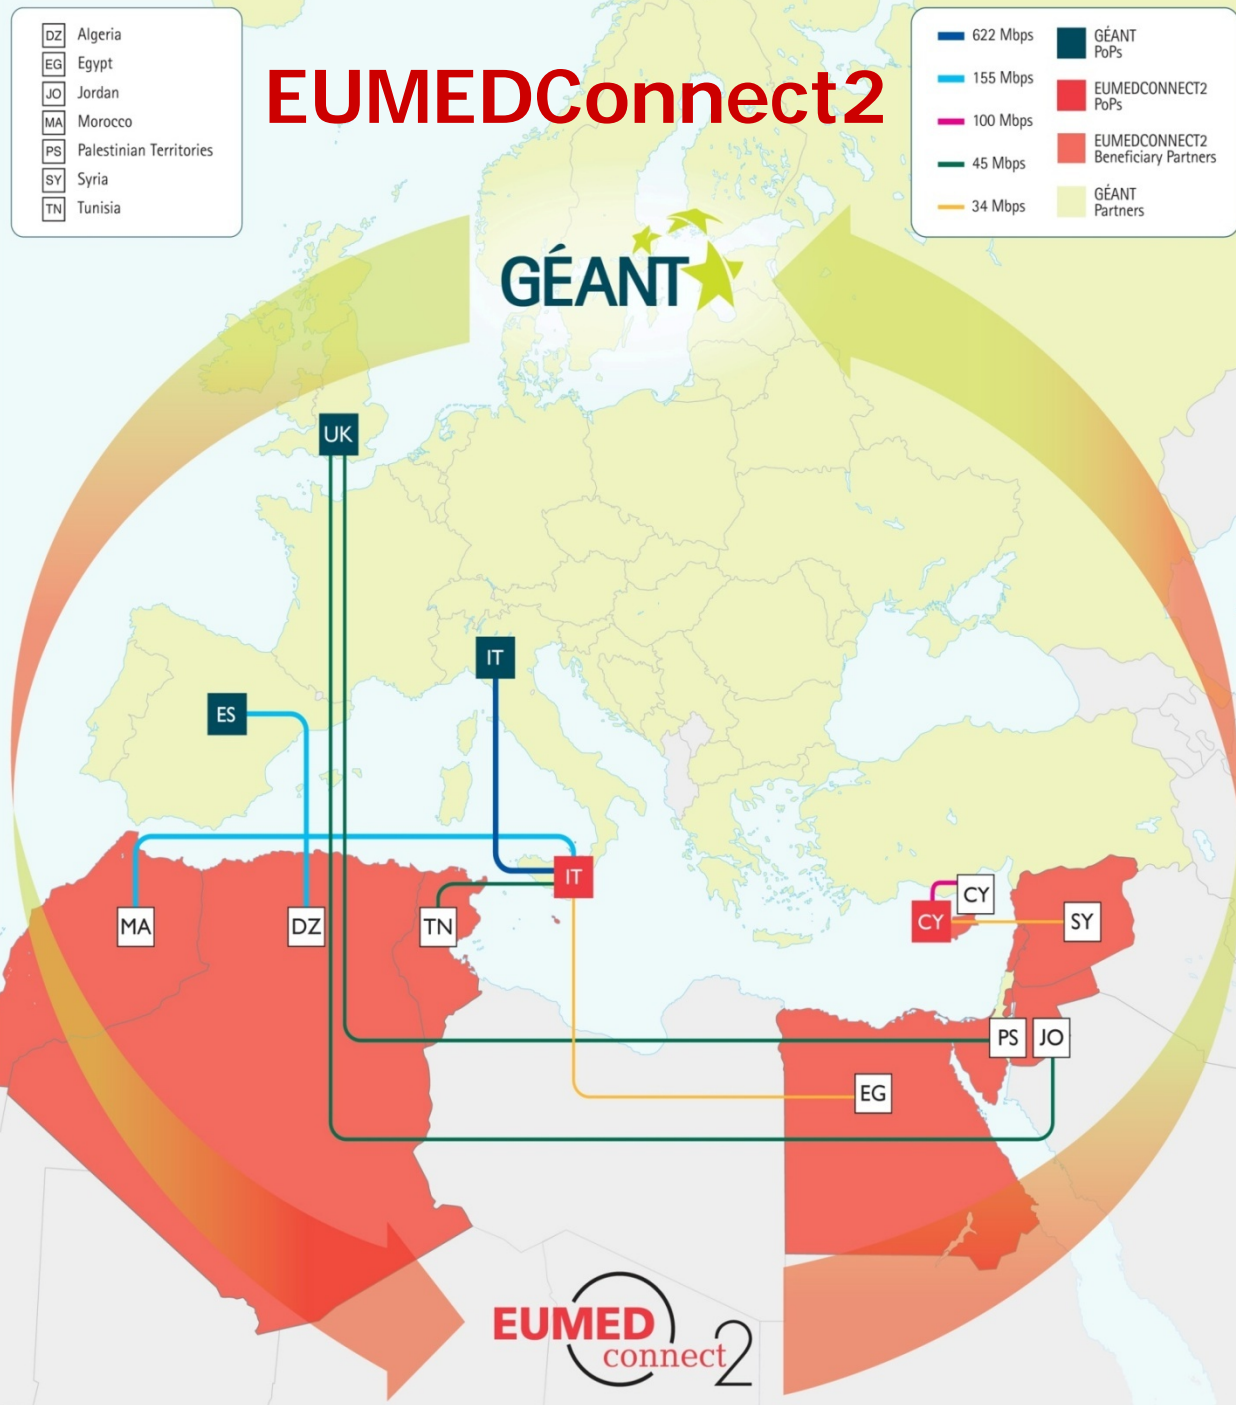 DZ Algeria
EG Egypt
JO Jordan
MA Morocco
PS Palestinian Territories
SY Syria
TN Tunisia
EUMEDConnect2
622 Mbps
155 Mbps
100 Mbps
45 Mbps
34 Mbps
GÉANT
PoPs
EUMEDCONNECT2
PoPs
EUMEDCONNECT2
Beneficiary Partners
GÉANT
Partners
GÉANT
UK
IT
ES
IT
CY
CY
SY
MA
DZ
TN
PS
JO
EG
EUMED
connect2